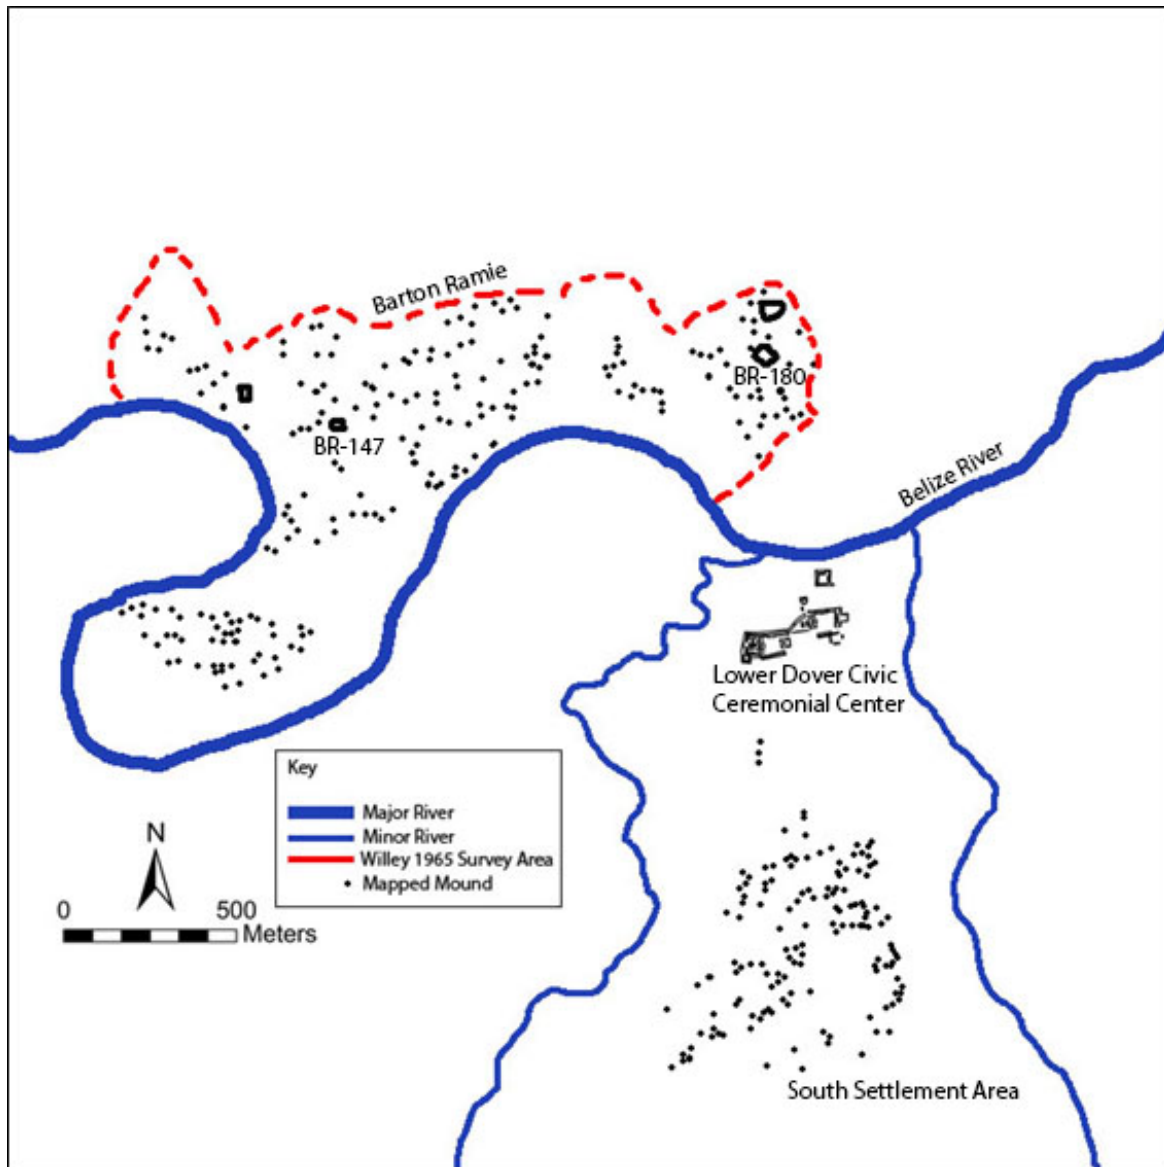 Barton Ramie
BR-180
BR-147
Belize River
Lower Dover Civic
Ceremonial Center
Key
Major River
Minor River
Willey 1965 Survey Area
Mapped Mound
N
0 500
Meters
South Settlement Area